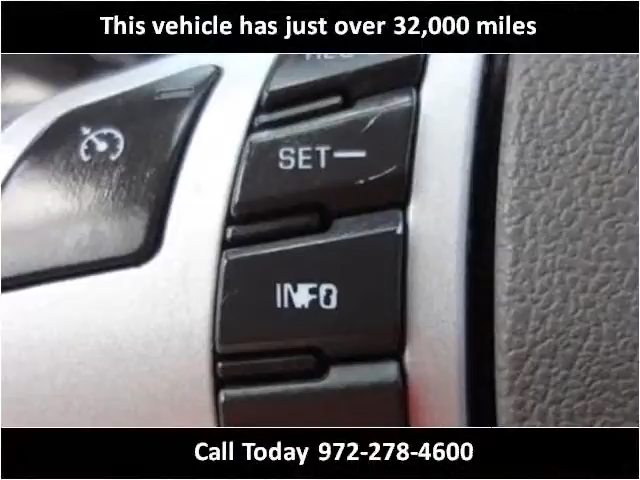 This vehicle has just over 32,000 miles
SET—
INFO
Call Today 972-278-4600